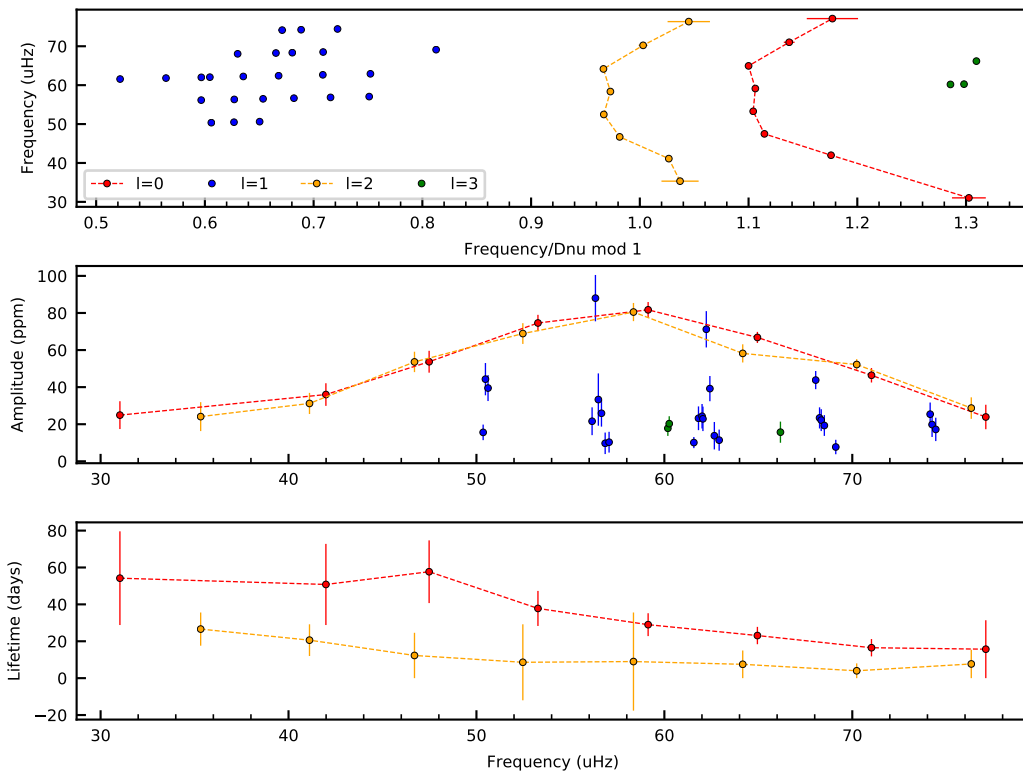 Frequency (uHz)
70
60
50
40
30
l=0 l=1 l=2 l=3
0.5 0.6 0.7 0.8 0.9 1.0 1.1 1.2 1.3
Frequency/Dnu mod 1
Amplitude (ppm)
100
80
60
40
20
0
30 40 50 60 70
Lifetime (days)
80
60
40
20
0
−20
30 40 50 60 70
Frequency (uHz)